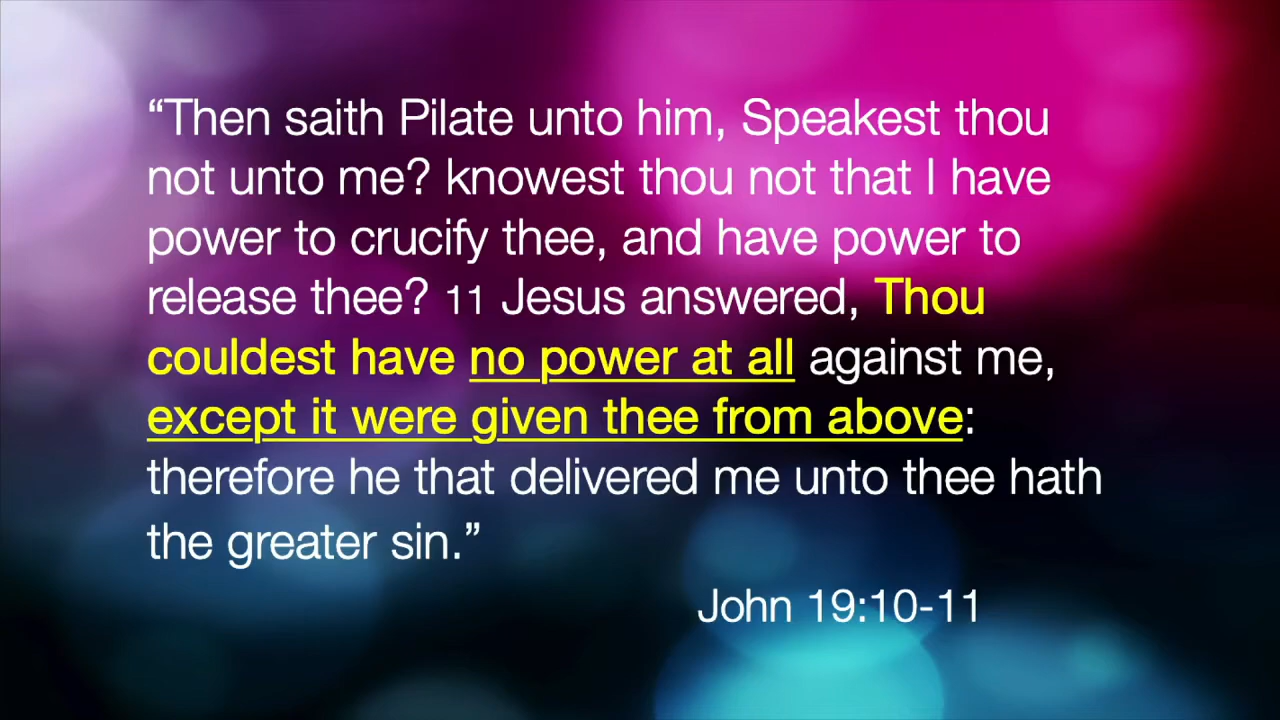 “Then saith Pilate unto him, Speakest thou
not unto me? knowest thou not that I have
power to crucify thee, and have power to
release thee? 11 Jesus answered, Thou
couldest have no power at all against me,
except it were given thee from above:
therefore he that delivered me unto thee hath
the greater sin.”
John 19:10-11